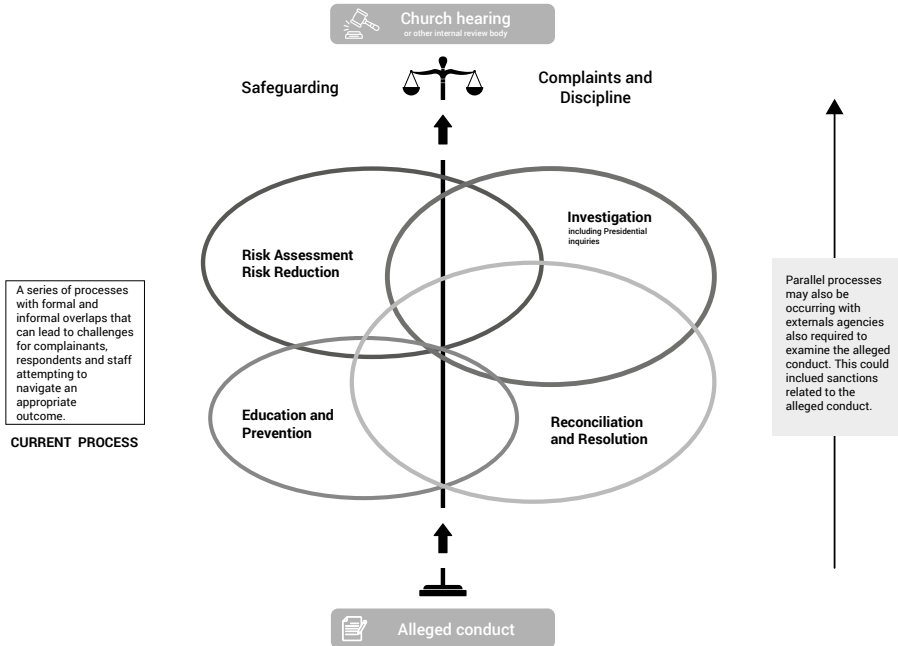 Church hearing
or other internal review body
Safeguarding
Complaints and
Discipline
Investigation
including Presidential
inquiries
Risk Assessment
Risk Reduction
A series of processes
with formal and
informal overlaps that
can lead to challenges
for complainants,
respondents and staff
attempting to
navigate an
appropriate
outcome.
CURRENT PROCESS
Parallel processes
may also be
occurring with
externals agencies
also required to
examine the alleged
conduct. This could
inclued sanctions
related to the
alleged conduct.
Education and
Prevention
Reconciliation
and Resolution
Alleged conduct